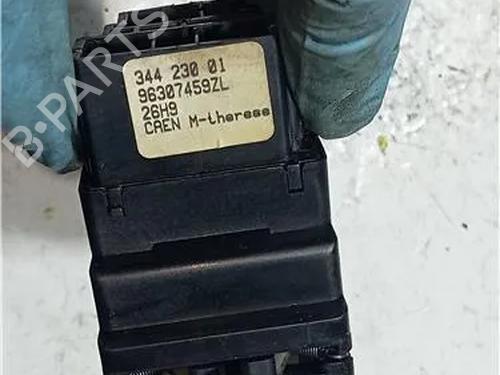 344 230 01
96307459ZL
26H9
CAEN M-therese
B-PARTS